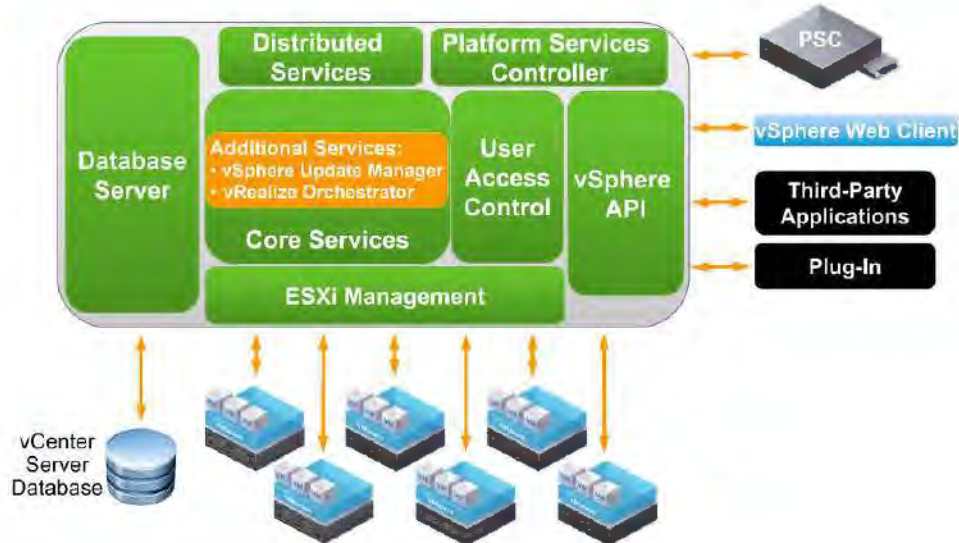 Distributed
Services
Platform Services
Controller
PSC
Database
Server
Additional Services:
• vSphere Update Manager
• vRealize Orchestrator
Core Services
User
Access
Control
vSphere
API
vSphere Web Client
Third-Party
Applications
Plug-In
ESXi Management
vCenter
Server
Database